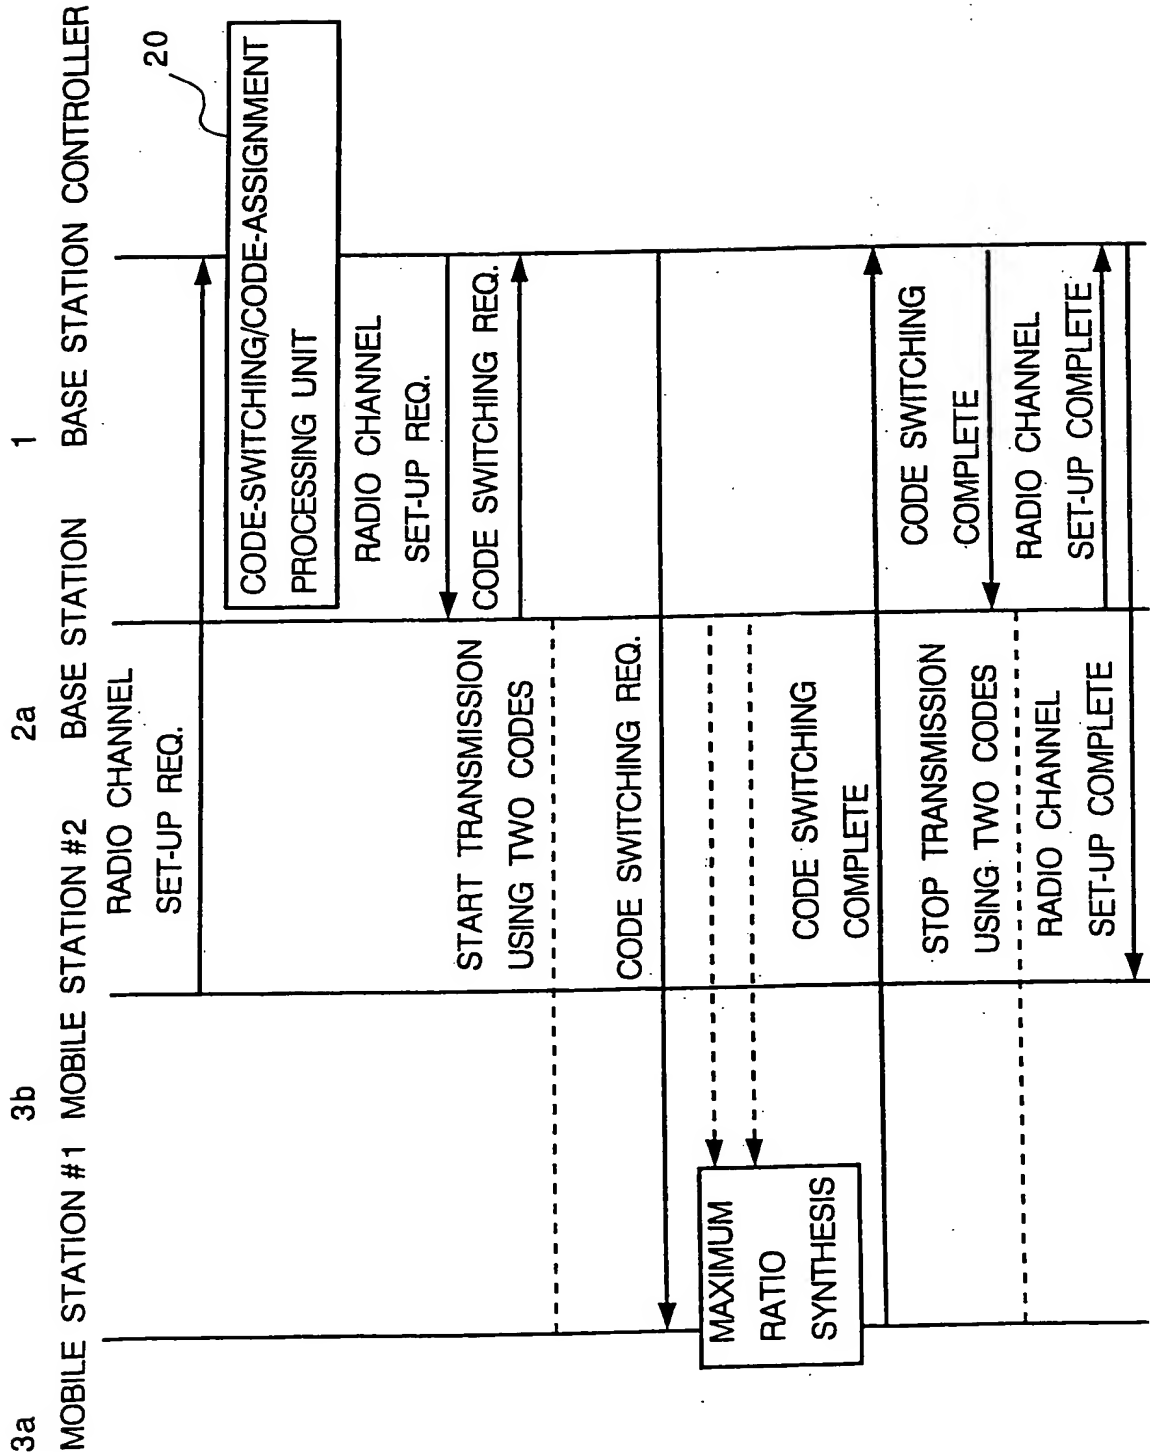 3a
3b
2a
1
MOBILE STATION #1
MOBILE STATION #2
BASE STATION
BASE STATION CONTROLLER
RADIO CHANNEL
SET-UP REQ.
20
CODE-SWITCHING/CODE-ASSIGNMENT
PROCESSING UNIT
RADIO CHANNEL
SET-UP REQ.
CODE SWITCHING REQ.
START TRANSMISSION
USING TWO CODES
CODE SWITCHING REQ.
MAXIMUM
RATIO
SYNTHESIS
CODE SWITCHING
COMPLETE
CODE SWITCHING
COMPLETE
STOP TRANSMISSION
USING TWO CODES
RADIO CHANNEL
SET-UP COMPLETE
RADIO CHANNEL
SET-UP COMPLETE